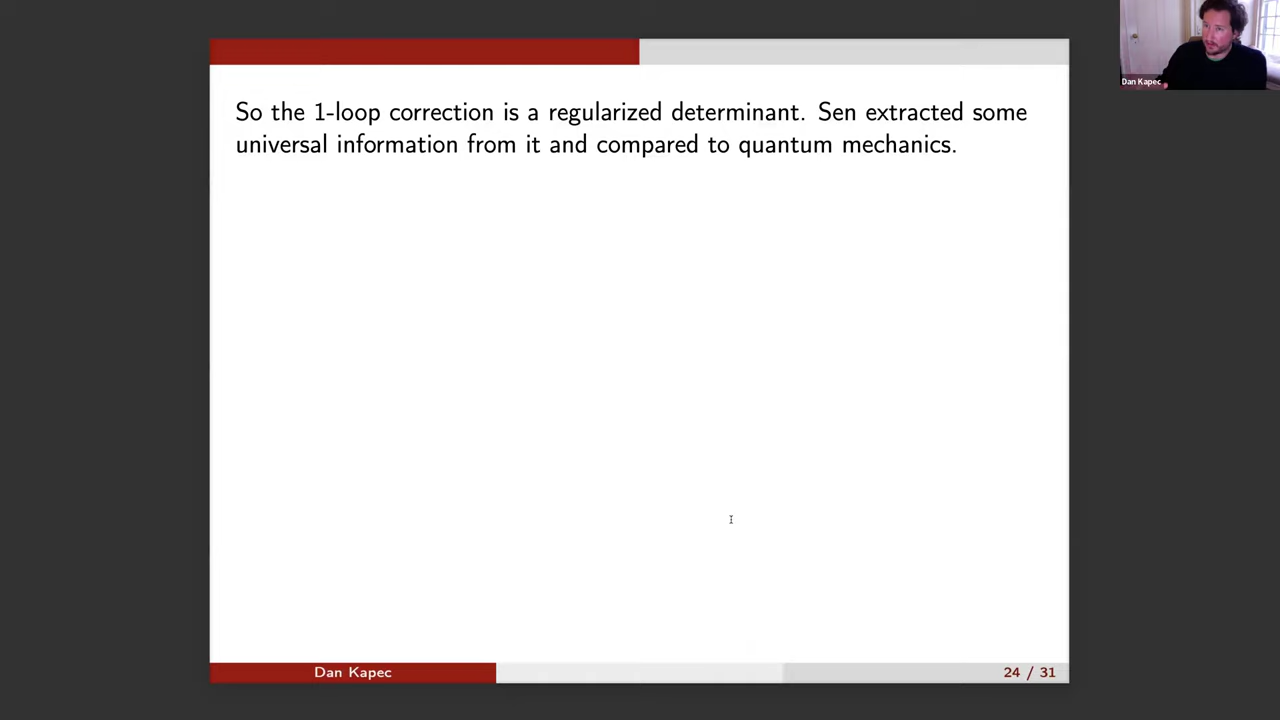 Dan Kapec
So the 1-loop correction is a regularized determinant. Sen extracted some
universal information from it and compared to quantum mechanics.
Dan Kapec
24 / 31